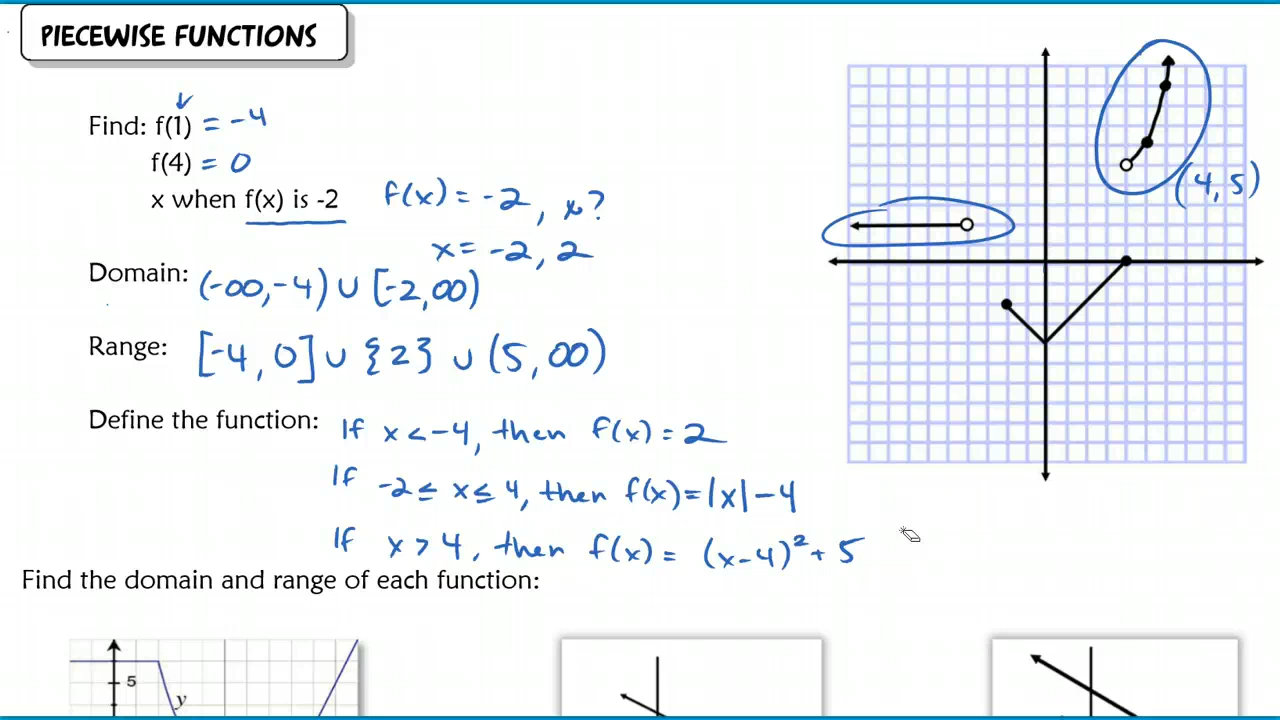 PIECEWISE FUNCTIONS
Find: f(1) = -4
f(4) = 0
x when f(x) is -2
f(x) = -2, x?
x = -2, 2
Domain: (-∞, -4) ∪ [-2, ∞)
Range: [-4, 0] ∪ {2} ∪ (5, ∞)
(4, 5)
Define the function: If x < -4, then f(x) = 2
If -2 ≤ x ≤ 4, then f(x) = |x| - 4
If x > 4, then f(x) = (x-4)² + 5
Find the domain and range of each function:
5
y